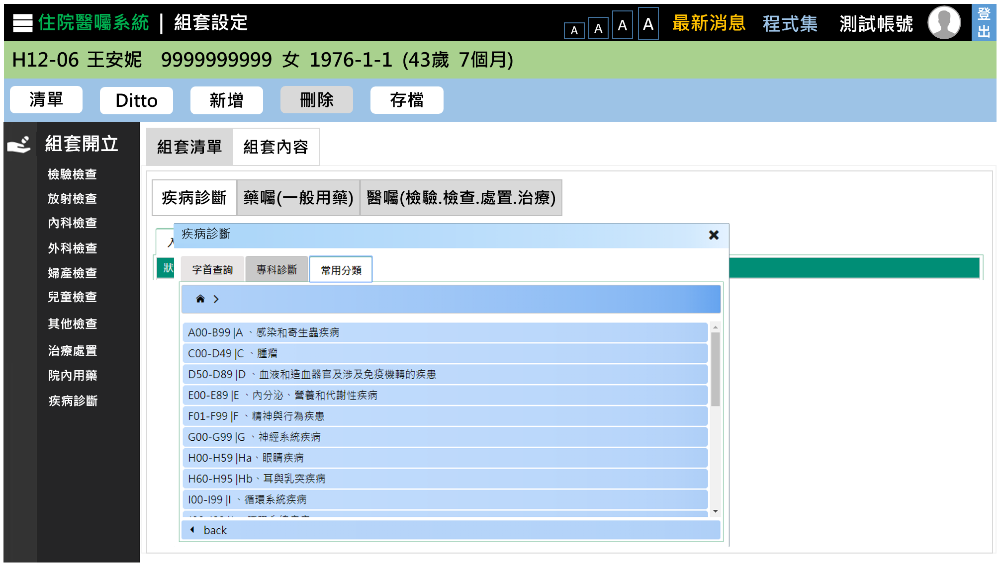 住院醫囑系統 | 組套設定
A A A A 最新消息 程式集 測試帳號 登出
H12-06 王安妮 9999999999 女 1976-1-1 (43歲 7個月)
清單 Ditto 新增 刪除 存檔
組套開立
檢驗檢查
放射檢查
內科檢查
外科檢查
婦產檢查
兒童檢查
其他檢查
治療處置
院內用藥
疾病診斷
組套清單 組套內容
疾病診斷 藥囑(一般用藥) 醫囑(檢驗.檢查.處置.治療)
入
狀
疾病診斷
字首查詢 專科診斷 常用分類
A00-B99 |A 、感染和寄生蟲疾病
C00-D49 |C 、腫瘤
D50-D89 |D 、血液和造血器官及涉及免疫機轉的疾患
E00-E89 |E 、內分泌、營養和代謝性疾病
F01-F99 |F 、精神與行為疾患
G00-G99 |G 、神經系統疾病
H00-H59 |Ha、眼睛疾病
H60-H95 |Hb、耳與乳突疾病
I00-I99 |I 、循環系統疾病
back